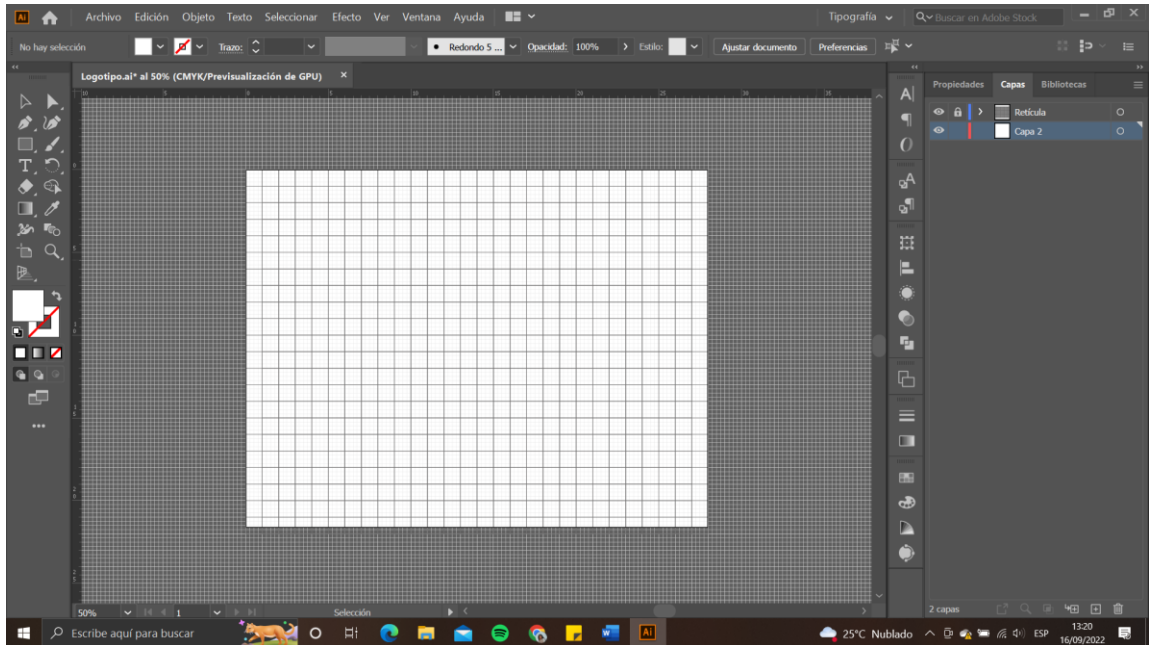 Ai Archivo Edición Objeto Texto Seleccionar Efecto Ver Ventana Ayuda Tipografía Buscar en Adobe Stock
No hay selección Trazo: Redondo 5 ... Opacidad: 100% Estilo: Ajustar documento Preferencias
Logotipo.ai* al 50% (CMYK/Previsualización de GPU) ×
Propiedades Capas Bibliotecas
Retícula
Capa 2
50% 1 Selección
2 capas
Escribe aquí para buscar
Ai
25°C Nublado
ESP
13:20
16/09/2022